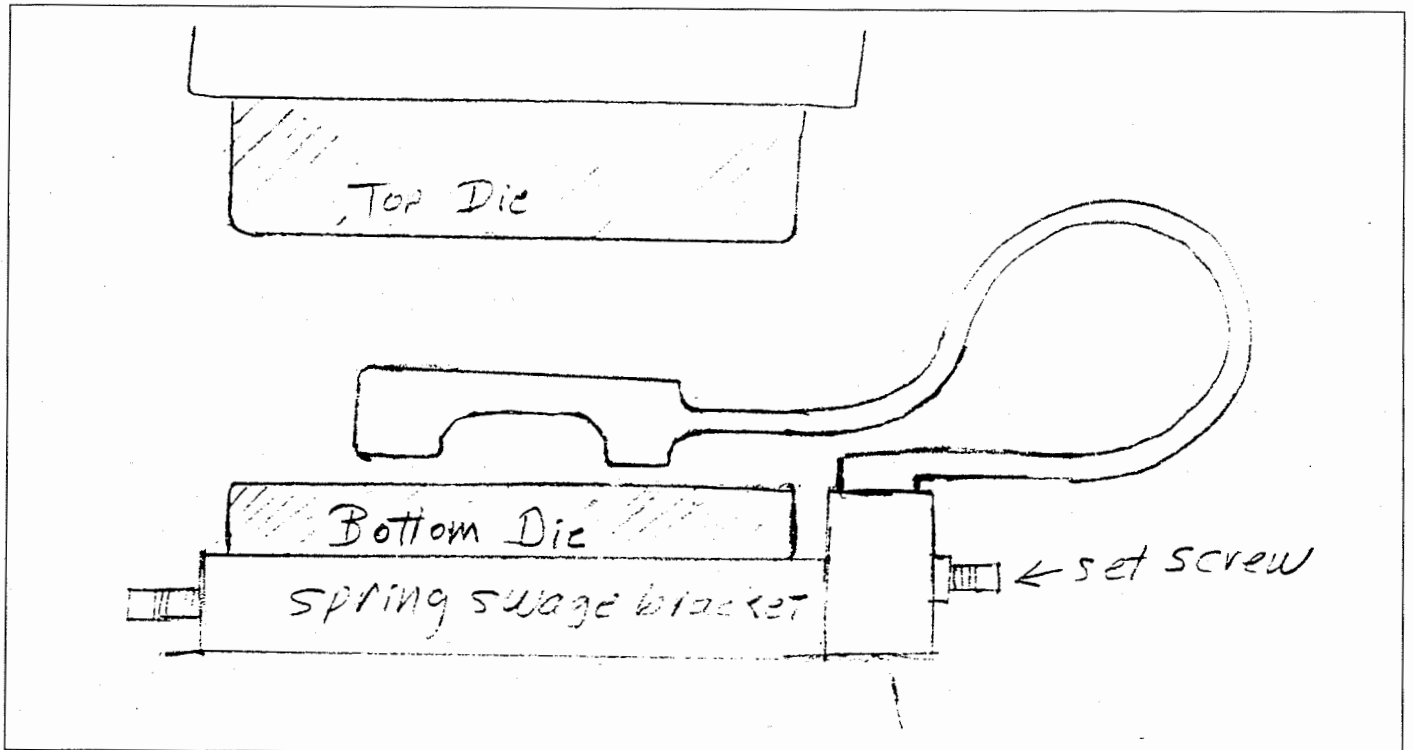 Top Die
Bottom Die
spring swage bracket
set screw